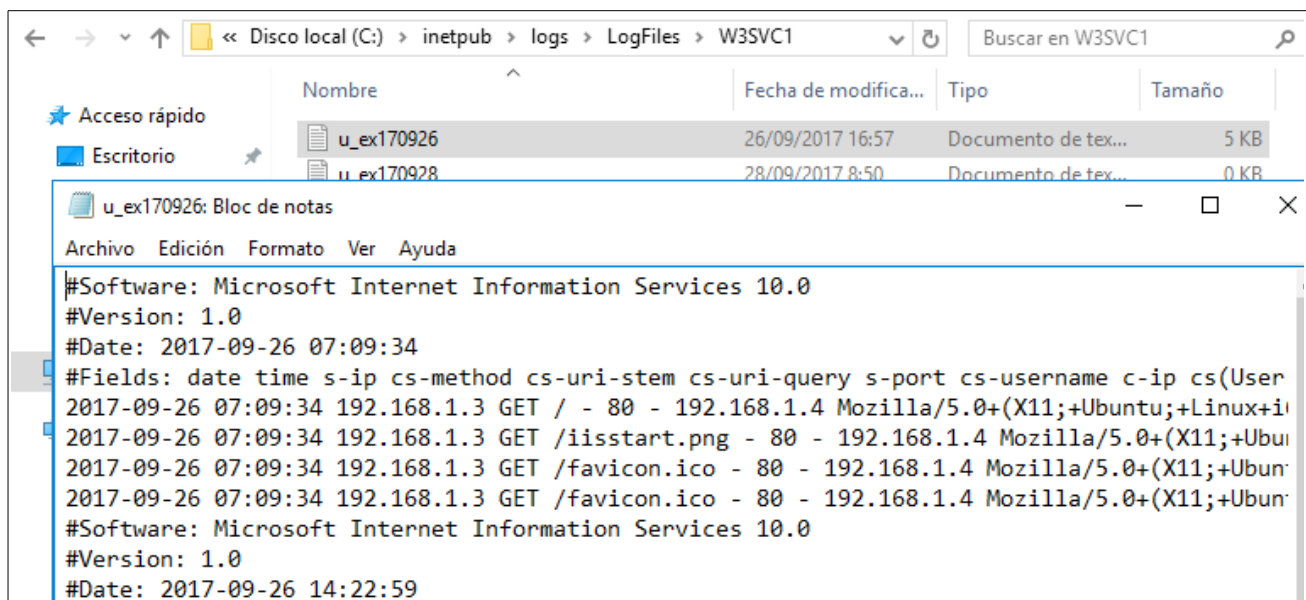 « Disco local (C:) > inetpub > logs > LogFiles > W3SVC1 Buscar en W3SVC1
Nombre Fecha de modifica... Tipo Tamaño
Acceso rápido
u_ex170926 26/09/2017 16:57 Documento de tex... 5 KB
Escritorio
u_ex170928 28/09/2017 8:50 Documento de tex... 0 KB
u_ex170926: Bloc de notas
Archivo Edición Formato Ver Ayuda
#Software: Microsoft Internet Information Services 10.0
#Version: 1.0
#Date: 2017-09-26 07:09:34
#Fields: date time s-ip cs-method cs-uri-stem cs-uri-query s-port cs-username c-ip cs(User
2017-09-26 07:09:34 192.168.1.3 GET / - 80 - 192.168.1.4 Mozilla/5.0+(X11;+Ubuntu;+Linux+i
2017-09-26 07:09:34 192.168.1.3 GET /iisstart.png - 80 - 192.168.1.4 Mozilla/5.0+(X11;+Ubu
2017-09-26 07:09:34 192.168.1.3 GET /favicon.ico - 80 - 192.168.1.4 Mozilla/5.0+(X11;+Ubun
2017-09-26 07:09:34 192.168.1.3 GET /favicon.ico - 80 - 192.168.1.4 Mozilla/5.0+(X11;+Ubun
#Software: Microsoft Internet Information Services 10.0
#Version: 1.0
#Date: 2017-09-26 14:22:59